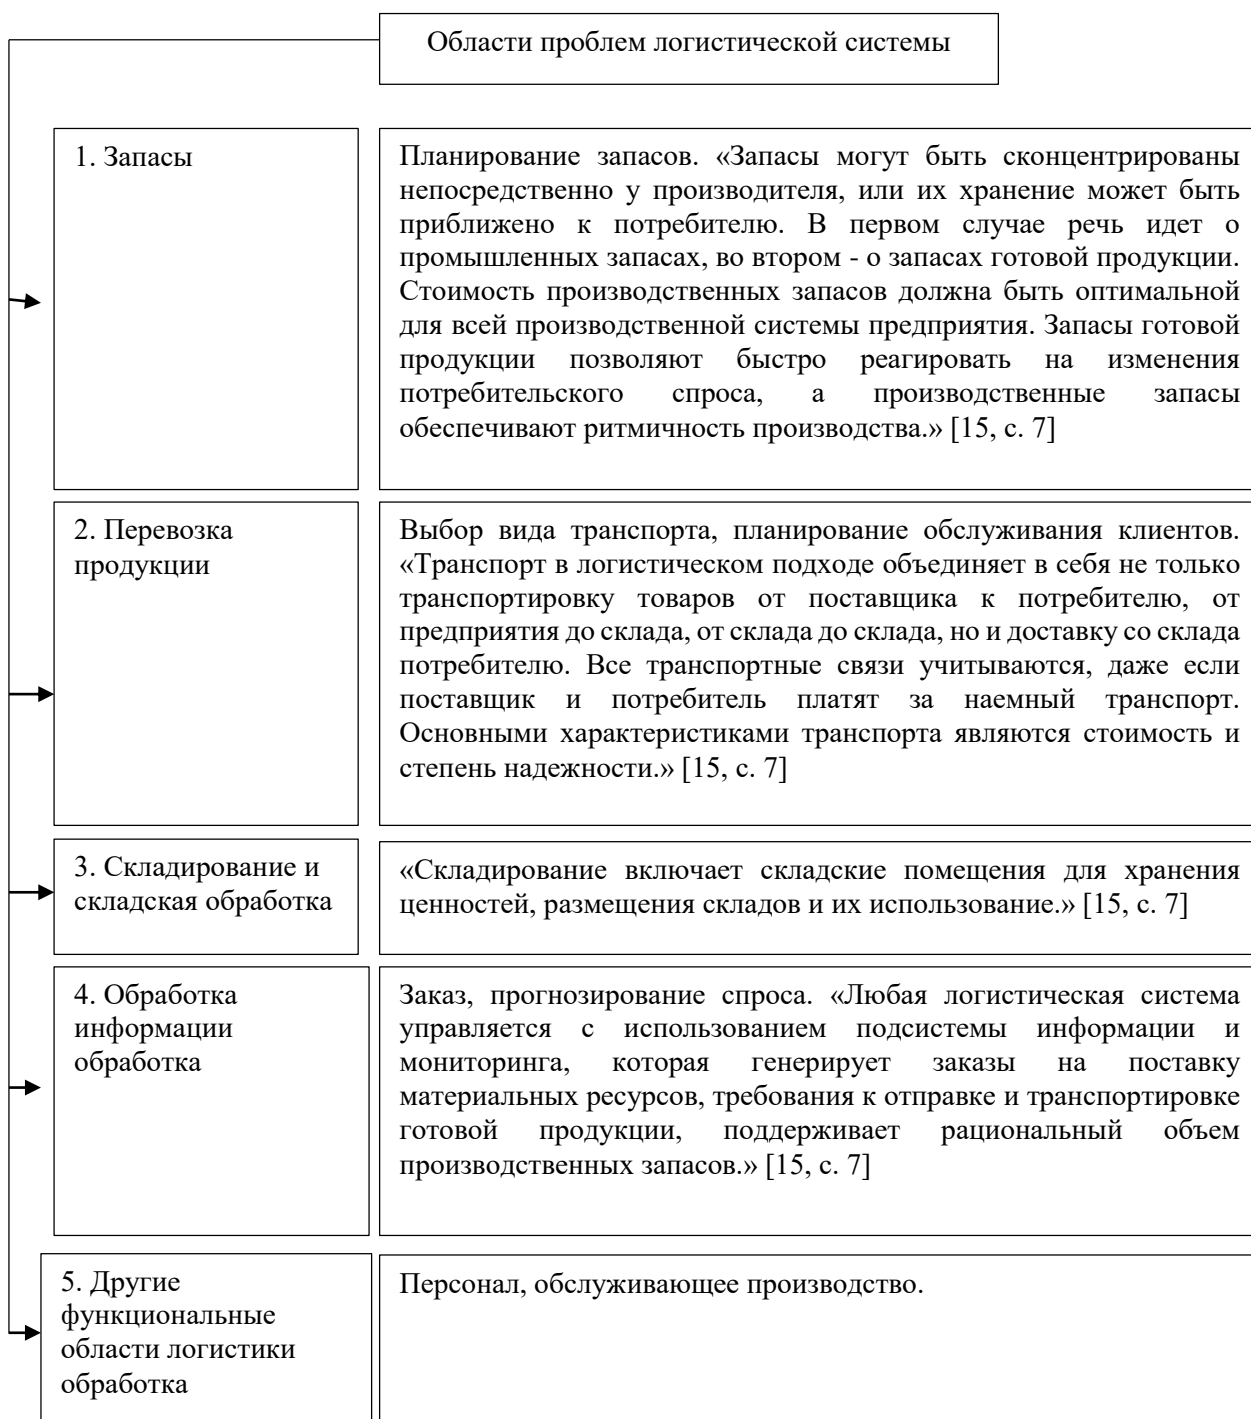 Области проблем логистической системы
1. Запасы
Планирование запасов. «Запасы могут быть сконцентрированы
непосредственно у производителя, или их хранение может быть
приближено к потребителю. В первом случае речь идет о
промышленных запасах, во втором - о запасах готовой продукции.
Стоимость производственных запасов должна быть оптимальной
для всей производственной системы предприятия. Запасы готовой
продукции позволяют быстро реагировать на изменения
потребительского спроса, а производственные запасы
обеспечивают ритмичность производства.» [15, с. 7]
2. Перевозка
продукции
Выбор вида транспорта, планирование обслуживания клиентов.
«Транспорт в логистическом подходе объединяет в себя не только
транспортировку товаров от поставщика к потребителю, от
предприятия до склада, от склада до склада, но и доставку со склада
потребителю. Все транспортные связи учитываются, даже если
поставщик и потребитель платят за наемный транспорт.
Основными характеристиками транспорта являются стоимость и
степень надежности.» [15, с. 7]
3. Складирование и
складская обработка
«Складирование включает складские помещения для хранения
ценностей, размещения складов и их использование.» [15, с. 7]
4. Обработка
информации
обработка
Заказ, прогнозирование спроса. «Любая логистическая система
управляется с использованием подсистемы информации и
мониторинга, которая генерирует заказы на поставку
материальных ресурсов, требования к отправке и транспортировке
готовой продукции, поддерживает рациональный объем
производственных запасов.» [15, с. 7]
5. Другие
функциональные
области логистики
обработка
Персонал, обслуживающее производство.